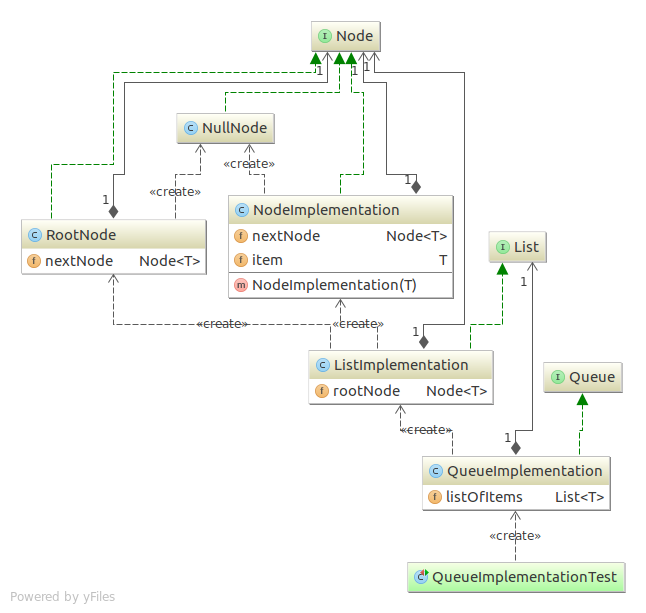 I Node
1 1 1
C NullNode
«create»
«create»
1
1
C NodeImplementation
f nextNode Node<T>
f item T
m NodeImplementation(T)
C RootNode
f nextNode Node<T>
I List
1
«create» «create»
1
C ListImplementation
f rootNode Node<T>
I Queue
«create»
1
C QueueImplementation
f listOfItems List<T>
«create»
C QueueImplementationTest
Powered by yFiles